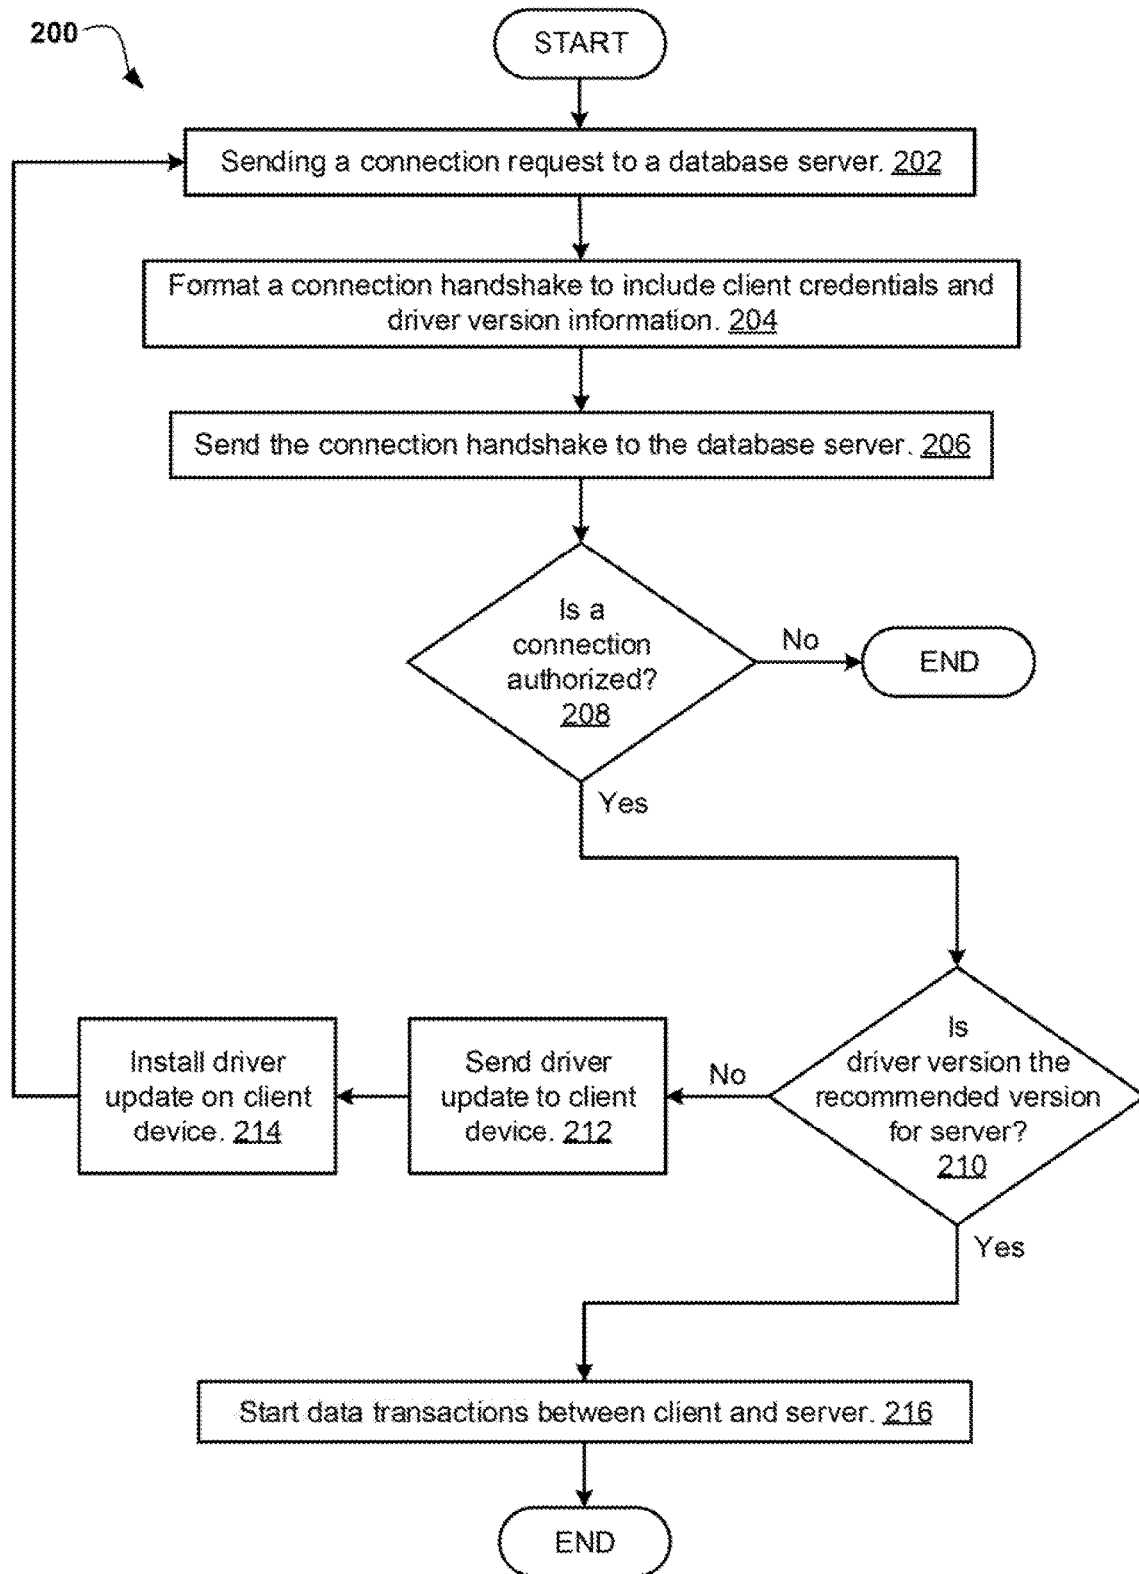 200
START
Sending a connection request to a database server. 202
Format a connection handshake to include client credentials and
driver version information. 204
Send the connection handshake to the database server. 206
Is a
connection
authorized?
208
No
END
Yes
Is
driver version the
recommended version
for server?
210
No
Send driver
update to client
device. 212
Install driver
update on client
device. 214
Yes
Start data transactions between client and server. 216
END